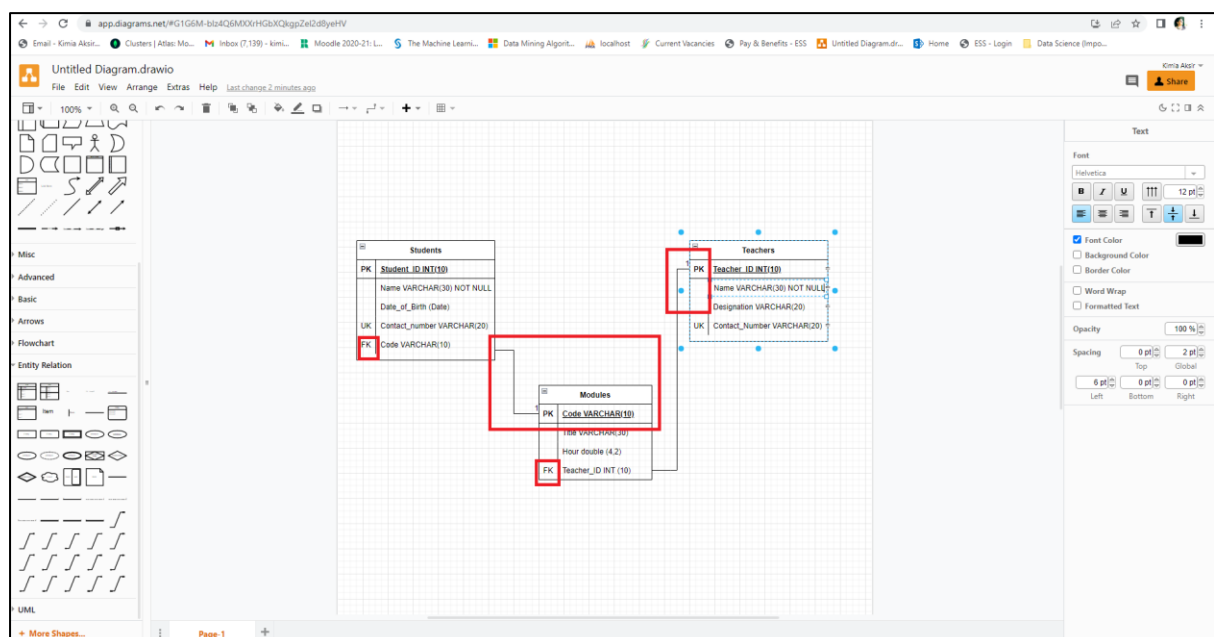 app.diagrams.net/#G1G6M-blz4Q6MXXrHGbXQkgpZel2d8yeHV
Email - Kimia Aksir... Clusters | Atlas: Mo... Inbox (7,139) - kimi... Moodle 2020-21: L... The Machine Learni... Data Mining Algorit... localhost Current Vacancies Pay & Benefits - ESS Untitled Diagram.dr... Home ESS - Login Data Science (Impo...
Untitled Diagram.drawio
Kimia Aksir
File Edit View Arrange Extras Help Last change 2 minutes ago
Share
100%
Text
Font
Helvetica
B I U 12 pt
Font Color
Background Color
Border Color
Word Wrap
Formatted Text
Opacity 100 %
Spacing 0 pt 2 pt
Top Global
6 pt 0 pt 0 pt
Left Bottom Right
Misc
Advanced
Basic
Arrows
Flowchart
Entity Relation
Item
UML
+ More Shapes...
Students
PK Student_ID INT(10)
Name VARCHAR(30) NOT NULL
Date_of_Birth (Date)
UK Contact_number VARCHAR(20)
FK Code VARCHAR(10)
Teachers
1 PK Teacher_ID INT(10)
Name VARCHAR(30) NOT NULL
Designation VARCHAR(20)
UK Contact_Number VARCHAR(20)
Modules
1 PK Code VARCHAR(10)
Title VARCHAR(30)
Hour double (4,2)
FK Teacher_ID INT (10)
Page-1